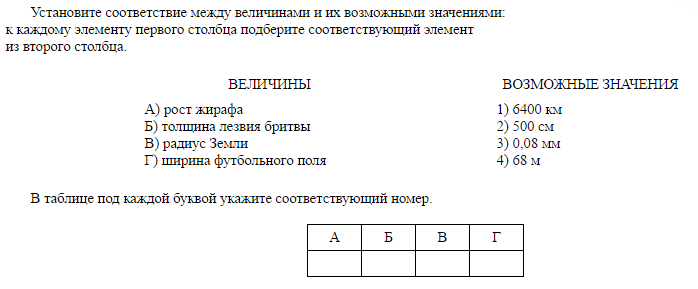 Установите соответствие между величинами и их возможными значениями:
к каждому элементу первого столбца подберите соответствующий элемент
из второго столбца.
ВЕЛИЧИНЫ ВОЗМОЖНЫЕ ЗНАЧЕНИЯ
А) рост жирафа 1) 6400 км
Б) толщина лезвия бритвы 2) 500 см
В) радиус Земли 3) 0,08 мм
Г) ширина футбольного поля 4) 68 м
В таблице под каждой буквой укажите соответствующий номер.
А Б В Г